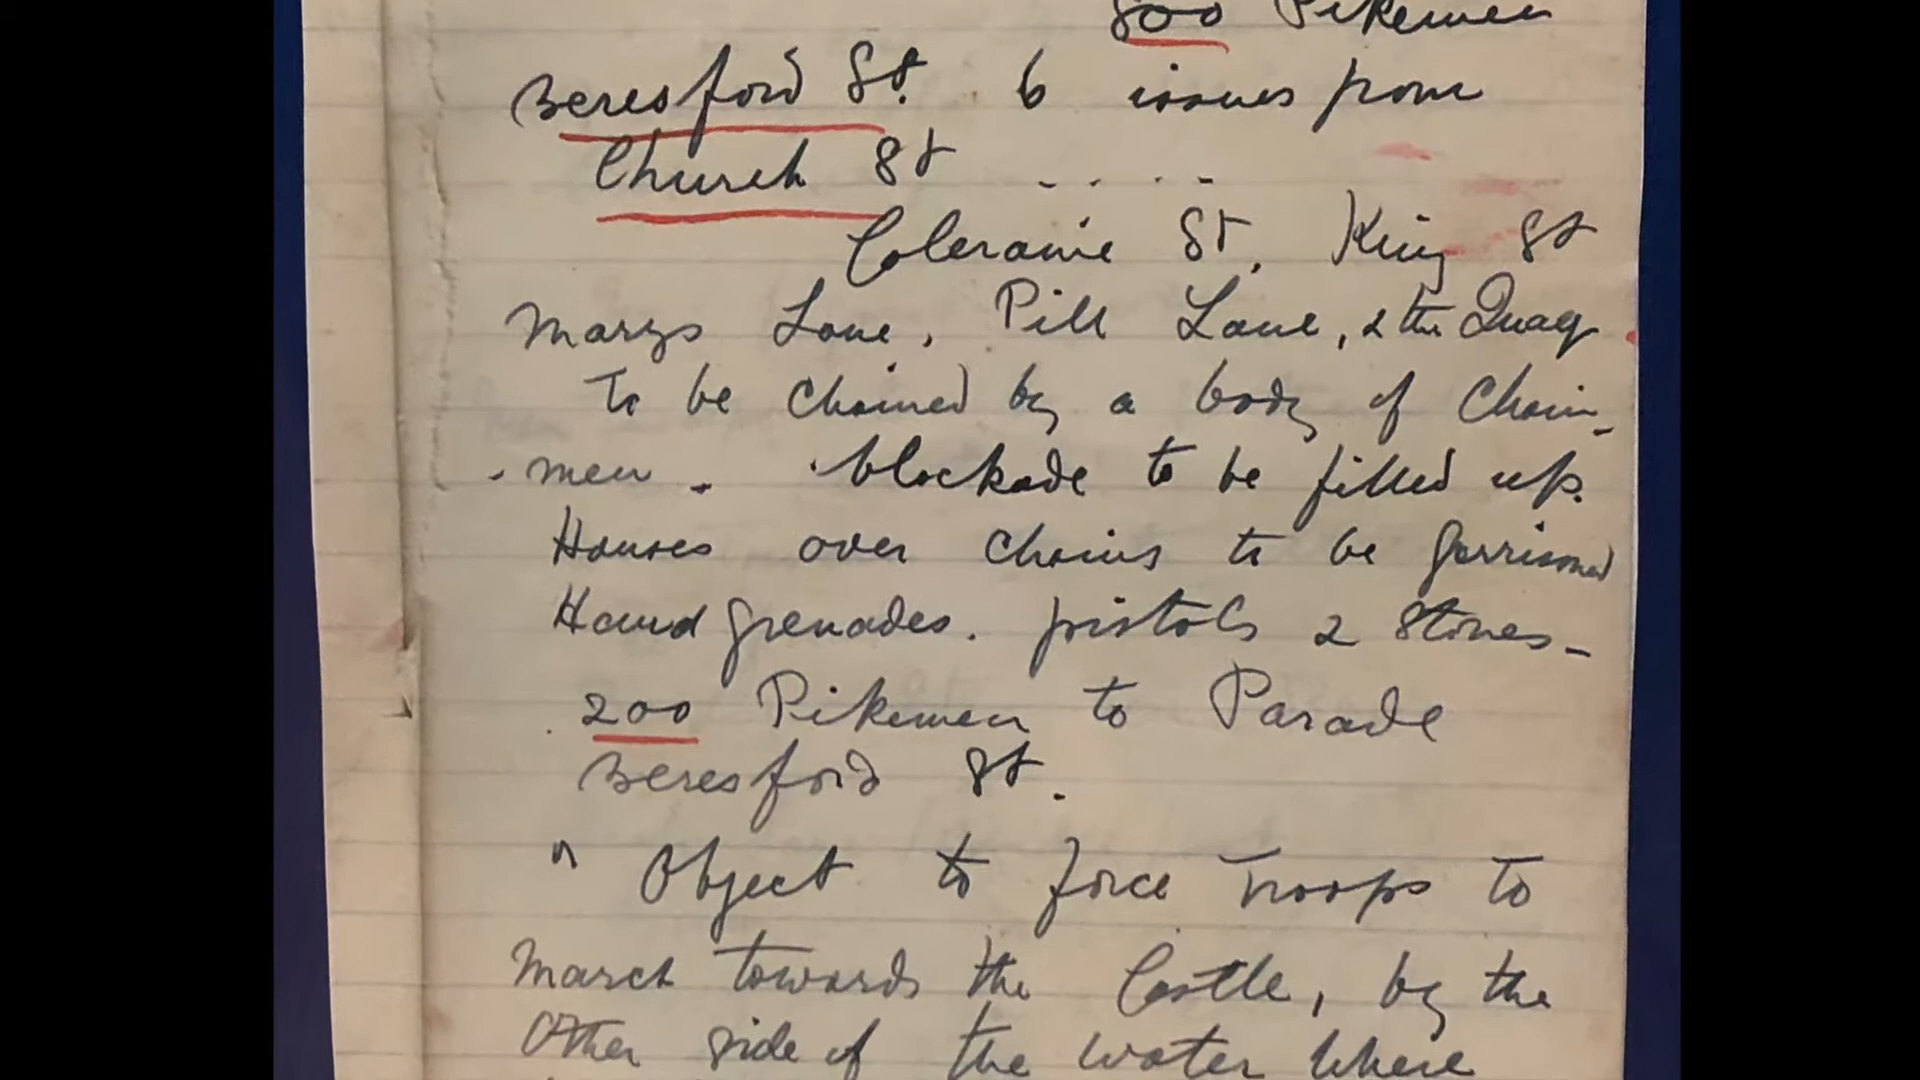 800 Pikemen
Beresford St. 6 issues from
Church St ....
Coleraine St, King St
Marys Lane, Pill Lane, & the Quay
To be Chained by a body of Chain-
-men - blockade to be filled up.
Houses over Chains to be garrisoned
Hand grenades. pistols & Stones -
200 Pikemen to Parade
Beresford St.
" Object to force Troops to
March towards the Castle, by the
Other side of the water where